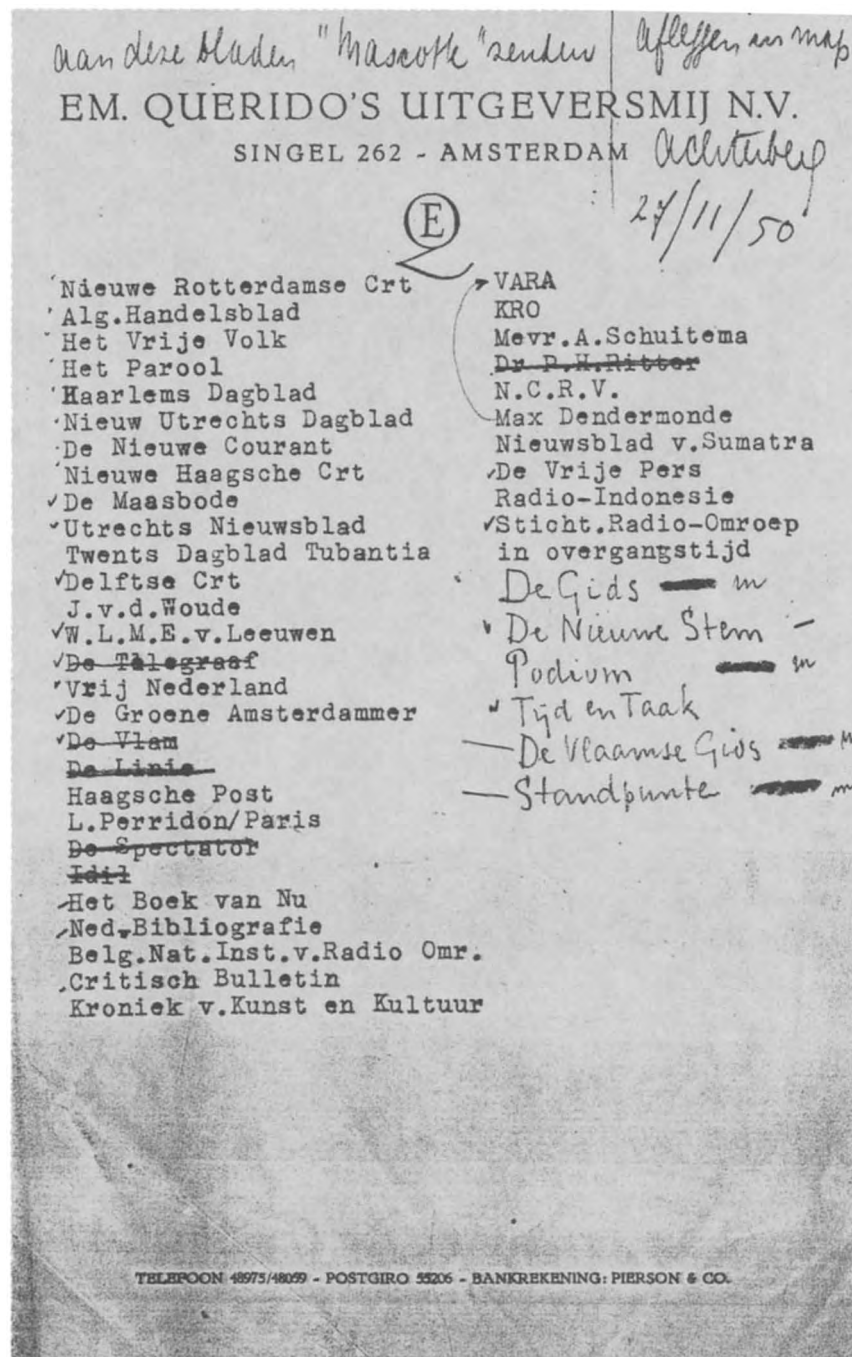 aan deze bladen "Mascotte" zenden
afleggen in map
EM. QUERIDO'S UITGEVERSMIJ N.V.
SINGEL 262 - AMSTERDAM
Achterberg
27/11/50
E
Nieuwe Rotterdamse Crt
Alg.Handelsblad
Het Vrije Volk
Het Parool
Haarlems Dagblad
Nieuw Utrechts Dagblad
De Nieuwe Courant
Nieuwe Haagsche Crt
De Maasbode
Utrechts Nieuwsblad
Twents Dagblad Tubantia
Delftse Crt
J.v.d.Woude
W.L.M.E.v.Leeuwen
De Telegraaf
Vrij Nederland
De Groene Amsterdammer
De Vlam
De Linie
Haagsche Post
L.Perridon/Paris
De Spectator
Idil
Het Boek van Nu
Ned.Bibliografie
Belg.Nat.Inst.v.Radio Omr.
Critisch Bulletin
Kroniek v.Kunst en Kultuur
VARA
KRO
Mevr.A.Schuitema
Dr P.H.Ritter
N.C.R.V.
Max Dendermonde
Nieuwsblad v.Sumatra
De Vrije Pers
Radio-Indonesie
Sticht.Radio-Omroep
in overgangstijd
De Gids
De Nieuwe Stem
Podium
Tijd en Taak
De Vlaamse Gids
Standpunte
TELEFOON 48975/48059 - POSTGIRO 55206 - BANKREKENING: PIERSON & CO.